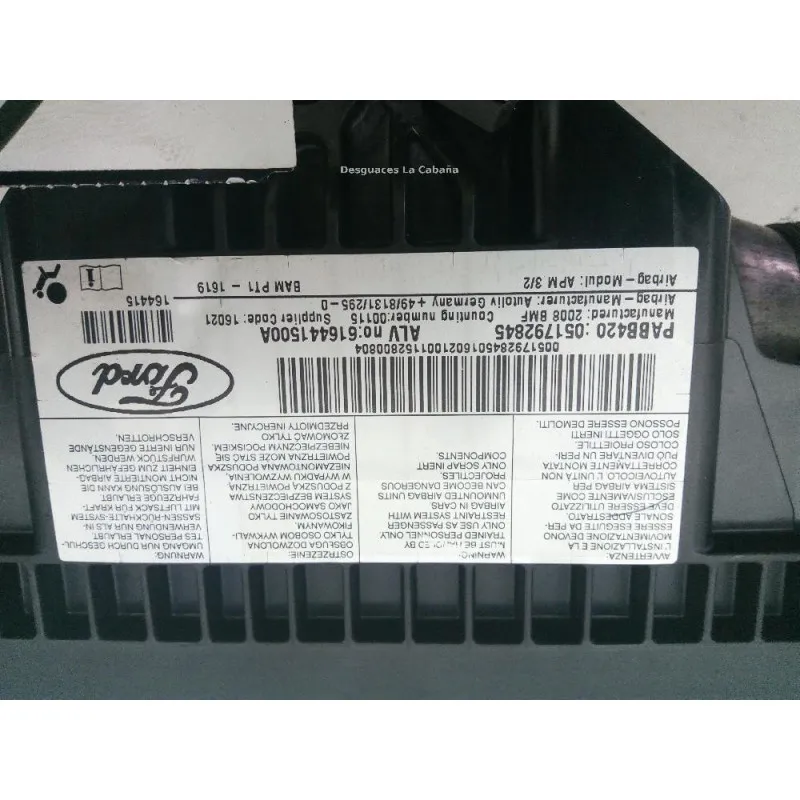 Desguaces La Cabaña
AVVERTENZA:
L'INSTALLAZIONE E LA
MOVIMENTAZIONE DEVONO
ESSERE ESEGUITE DA PER-
SONALE ADDESTRATO.
DEVE ESSERE UTILIZZATO
ESCLUSIVAMENTE COME
SISTEMA AIRBAG PER
AUTOVEICOLO. L'UNITÀ NON
CORRETTAMENTE MONTATA
PUÒ DIVENTARE UN PERI-
COLOSO PROIETTILE.
SOLO OGGETTI INERTI
POSSONO ESSERE DEMOLITI.
WARNING:
MUST BE HANDLED BY
TRAINED PERSONNEL ONLY
ONLY USE AS PASSENGER
RESTRAINT SYSTEM WITH
AIRBAG IN CARS
UNMOUNTED AIRBAG UNITS
CAN BECOME DANGEROUS
PROJECTILES.
ONLY SCRAP INERT
COMPONENTS.
OSTRZEŻENIE:
OBSŁUGA DOZWOLONA
TYLKO OSOBOM WYKWALI-
FIKOWANYM.
ZASTOSOWANIE TYLKO
JAKO SAMOCHODOWY
SYSTEM BEZPIECZEŃSTWA
Z PODUSZKĄ POWIETRZNĄ
W WYPADKU WYZWOLENIA,
NIEZAMONTOWANA PODUSZKA
POWIETRZNA MOŻE STAĆ SIĘ
NIEBEZPIECZNYM POCISKIEM.
ZŁOMOWAĆ TYLKO
PRZEDMIOTY INERCYJNE.
WARNUNG:
UMGANG NUR DURCH GESCHUL-
TES PERSONAL ERLAUBT.
VERWENDUNG NUR ALS IN-
SASSEN-RÜCKHALTE-SYSTEM
MIT LUFTSACK FÜR KRAFT-
FAHRZEUGE ERLAUBT
BEI AUSLÖSUNG KANN DIE
NICHT MONTIERTE AIRBAG-
EINHEIT ZUM GEFÄHRLICHEN
WURFSTÜCK WERDEN.
NUR INERTE GEGENSTÄNDE
VERSCHROTTEN.
Ford
0051792845016021001152800804
PABB420 :051792845 ALV no:616441500A
Manufactured: 2008 BMF Counting number:00115 Supplier Code: 16021
Airbag-Manufacturer: Autoliv Germany +49/8131/295-0 164415
Airbag-Modul: APM 3/2 BAM PT1 - 1619